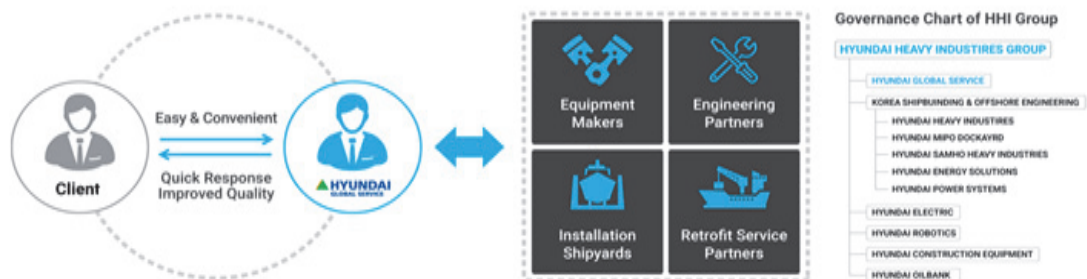 Client
Easy & Convenient
Quick Response
Improved Quality
HYUNDAI
GLOBAL SERVICE
Equipment
Makers
Engineering
Partners
Installation
Shipyards
Retrofit Service
Partners
Governance Chart of HHI Group
HYUNDAI HEAVY INDUSTIRES GROUP
HYUNDAI GLOBAL SERVICE
KOREA SHIPBUINDING & OFFSHORE ENGINEERING
HYUNDAI HEAVY INDUSTIRES
HYUNDAI MIPO DOCKAYRD
HYUNDAI SAMHO HEAVY INDUSTRIES
HYUNDAI ENERGY SOLUTIONS
HYUNDAI POWER SYSTEMS
HYUNDAI ELECTRIC
HYUNDAI ROBOTICS
HYUNDAI CONSTRUCTION EQUIPMENT
HYUNDAI OILBANK